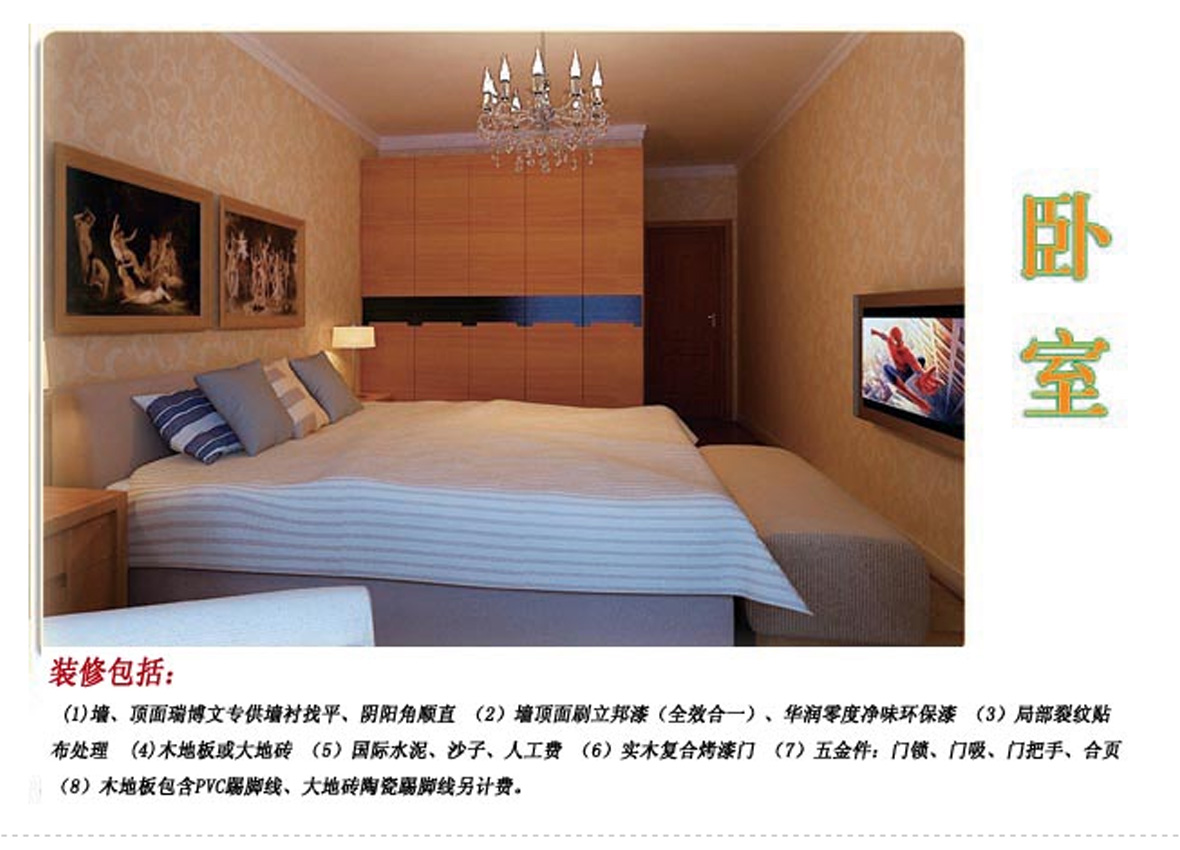 卧
室
装修包括：
(1)墙、顶面瑞博文专供墙衬找平、阴阳角顺直 （2）墙顶面刷立邦漆（全效合一）、华润零度净味环保漆 （3）局部裂纹贴
布处理 (4)木地板或大地砖 （5）国际水泥、沙子、人工费 （6）实木复合烤漆门 （7）五金件：门锁、门吸、门把手、合页
（8）木地板包含PVC踢脚线、大地砖陶瓷踢脚线另计费。